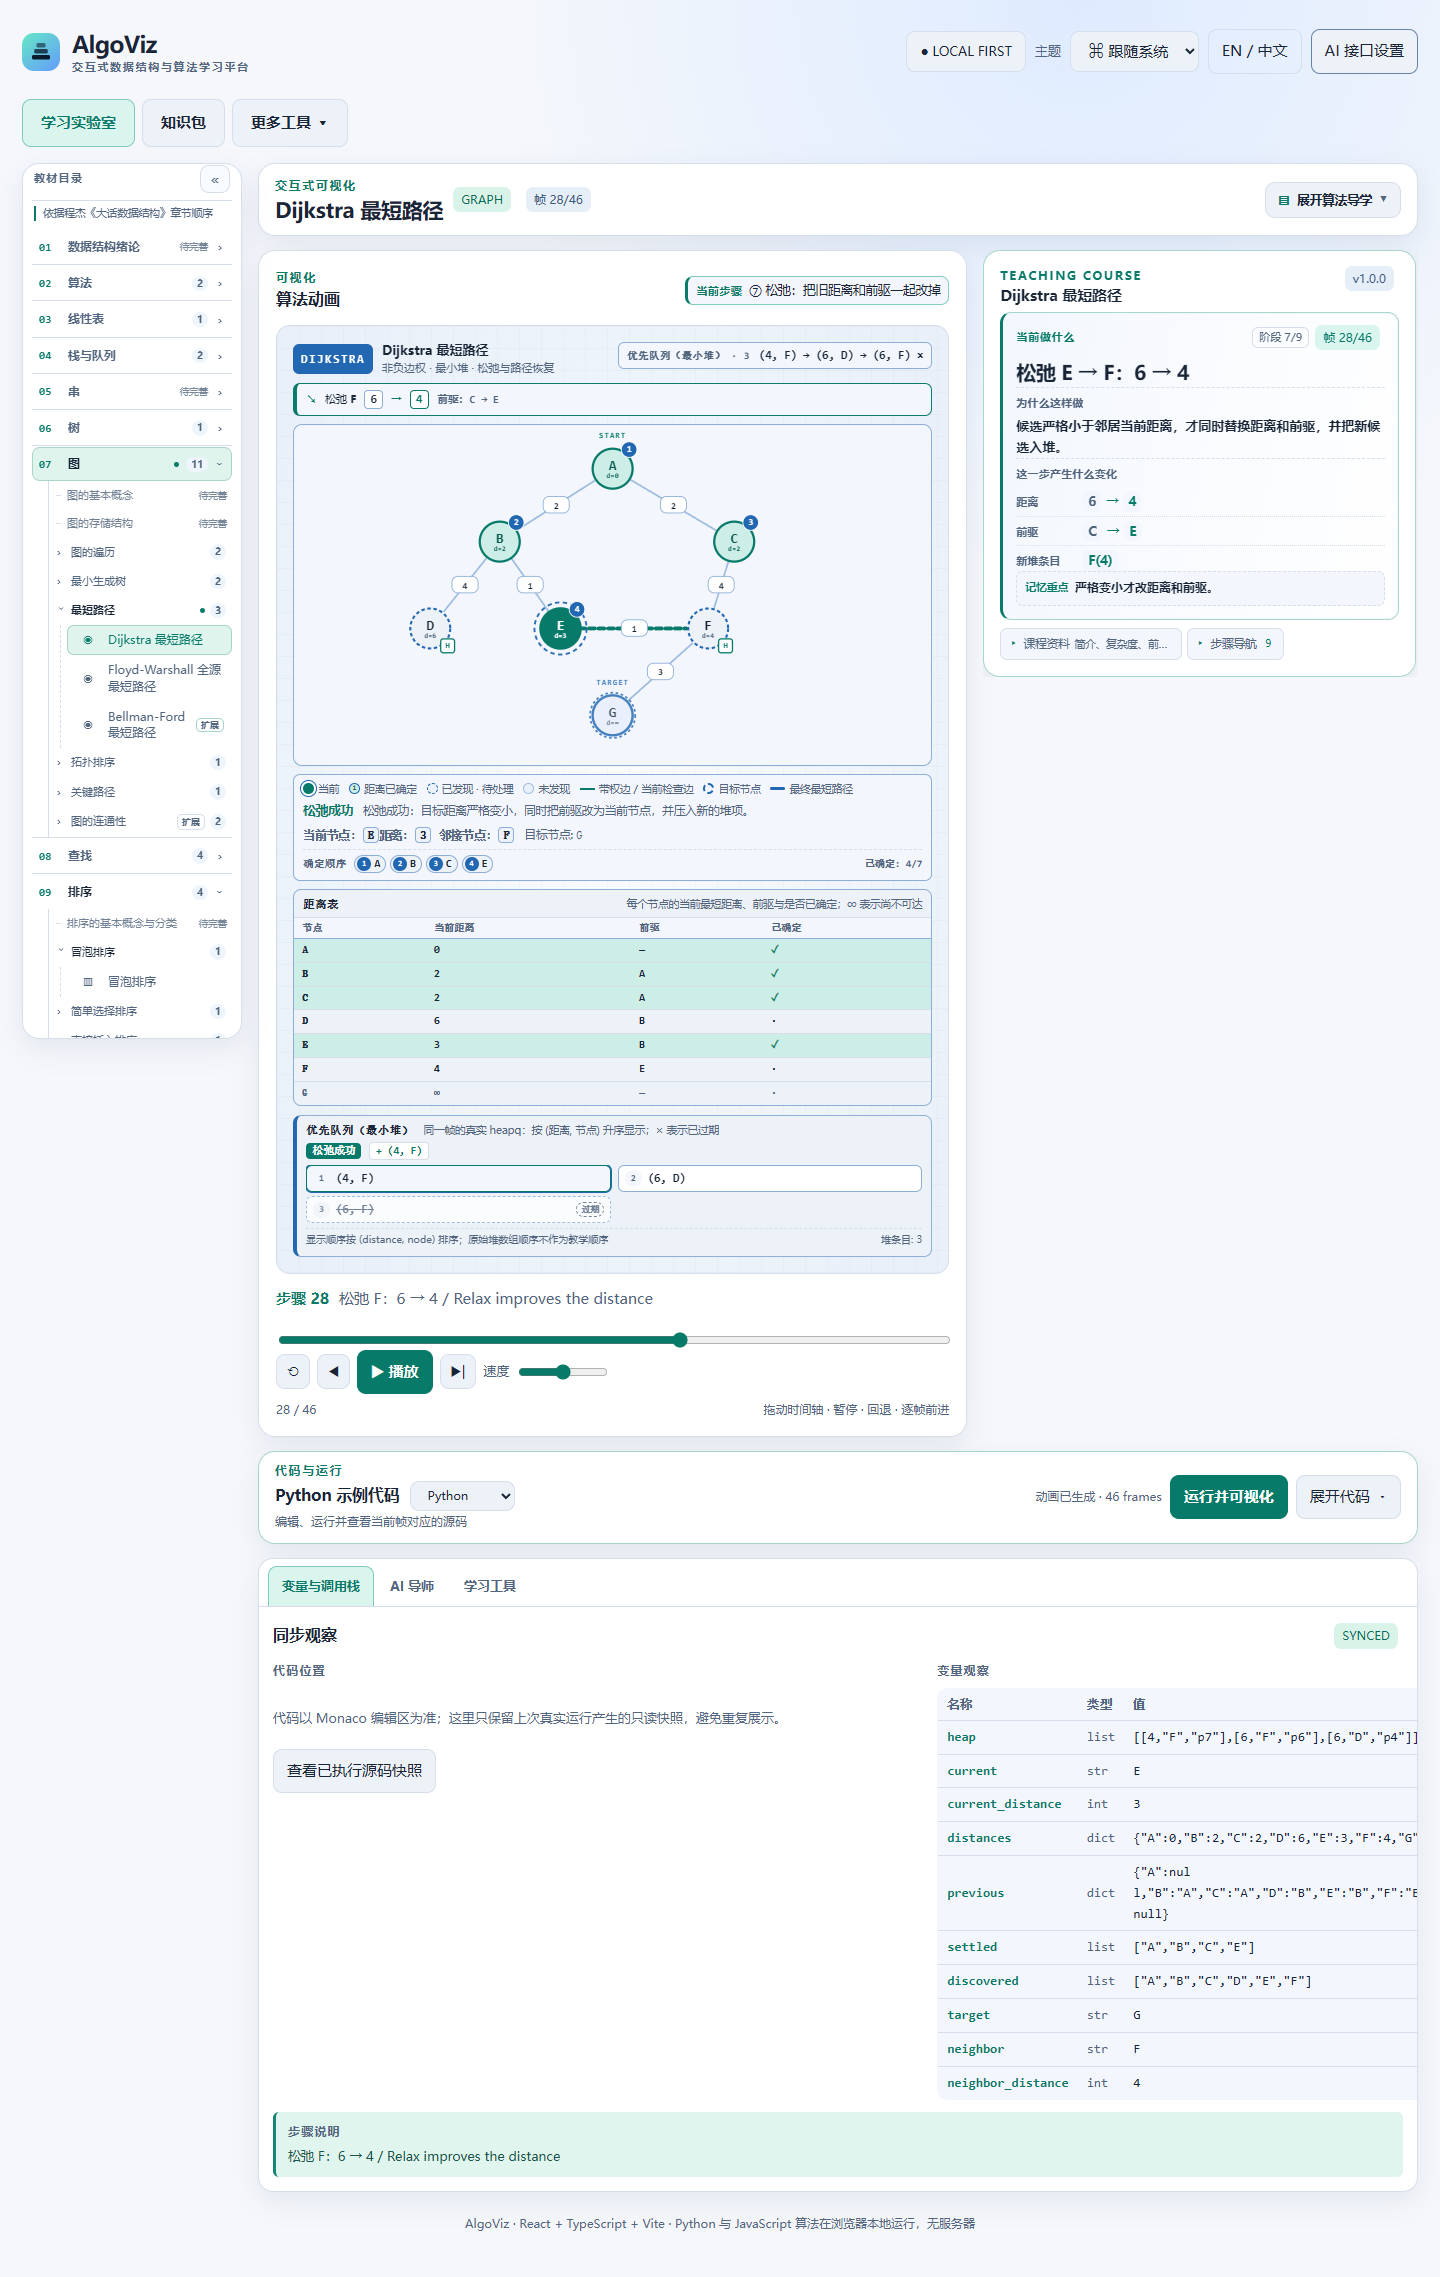 AlgoViz
交互式数据结构与算法学习平台
● LOCAL FIRST
主题
⌘ 跟随系统
EN / 中文
AI 接口设置
学习实验室
知识包
更多工具 ▾
教材目录
«
依据程杰《大话数据结构》章节顺序
01 数据结构绪论 待完善 ›
02 算法 2 ›
03 线性表 1 ›
04 栈与队列 2 ›
05 串 待完善 ›
06 树 1 ›
07 图 11
图的基本概念 待完善
图的存储结构 待完善
› 图的遍历 2
› 最小生成树 2
最短路径 3
Dijkstra 最短路径
Floyd-Warshall 全源
最短路径
Bellman-Ford
最短路径
扩展
› 拓扑排序 1
› 关键路径 1
› 图的连通性 扩展 2
08 查找 4 ›
09 排序 4
排序的基本概念与分类 待完善
冒泡排序 1
冒泡排序
› 简单选择排序 1
交互式可视化
Dijkstra 最短路径
GRAPH
帧 28/46
展开算法导学 ▼
可视化
算法动画
当前步骤 ⑦ 松弛：把旧距离和前驱一起改掉
DIJKSTRA
Dijkstra 最短路径
非负边权 · 最小堆 · 松弛与路径恢复
优先队列（最小堆） · 3 (4, F) → (6, D) → (6, F) ×
↘ 松弛 F 6 → 4 前驱: C → E
START
A
d=0
1
2
2
B
d=2
2
C
d=2
3
4
1
4
D
d=6
H
E
d=3
4
1
F
d=4
H
3
TARGET
G
d=∞
当前
距离已确定
已发现 · 待处理
未发现
带权边 / 当前检查边
目标节点
最终最短路径
松弛成功 松弛成功：目标距离严格变小，同时把前驱改为当前节点，并压入新的堆项。
当前节点: E 距离: 3 邻接节点: F 目标节点: G
确定顺序 1 A 2 B 3 C 4 E
已确定: 4/7
距离表
每个节点的当前最短距离、前驱与是否已确定；∞ 表示尚不可达
节点 当前距离 前驱 已确定
A 0 — ✓
B 2 A ✓
C 2 A ✓
D 6 B ·
E 3 B ✓
F 4 E ·
G ∞ — ·
优先队列（最小堆） 同一帧的真实 heapq：按 (距离, 节点) 升序显示；× 表示已过期
松弛成功 + (4, F)
1 (4, F)
2 (6, D)
3 (6, F) 过期
显示顺序按 (distance, node) 排序；原始堆数组顺序不作为教学顺序
堆条目: 3
步骤 28 松弛 F：6 → 4 / Relax improves the distance
▶ 播放
速度
28 / 46
拖动时间轴 · 暂停 · 回退 · 逐帧前进
TEACHING COURSE
Dijkstra 最短路径
v1.0.0
当前做什么
阶段 7/9
帧 28/46
松弛 E → F：6 → 4
为什么这样做
候选严格小于邻居当前距离，才同时替换距离和前驱，并把新候
选入堆。
这一步产生什么变化
距离 6 → 4
前驱 C → E
新堆条目 F(4)
记忆重点 严格变小才改距离和前驱。
‣ 课程资料 简介、复杂度、前…
‣ 步骤导航 9
代码与运行
Python 示例代码
Python
编辑、运行并查看当前帧对应的源码
动画已生成 · 46 frames
运行并可视化
展开代码
变量与调用栈
AI 导师
学习工具
同步观察
SYNCED
代码位置
代码以 Monaco 编辑区为准；这里只保留上次真实运行产生的只读快照，避免重复展示。
查看已执行源码快照
变量观察
名称 类型 值
heap list [[4,"F","p7"],[6,"F","p6"],[6,"D","p4"]]
current str E
current_distance int 3
distances dict {"A":0,"B":2,"C":2,"D":6,"E":3,"F":4,"G"
previous dict {"A":nul
l,"B":"A","C":"A","D":"B","E":"B","F":"E
null}
settled list ["A","B","C","E"]
discovered list ["A","B","C","D","E","F"]
target str G
neighbor str F
neighbor_distance int 4
步骤说明
松弛 F：6 → 4 / Relax improves the distance
AlgoViz · React + TypeScript + Vite · Python 与 JavaScript 算法在浏览器本地运行，无服务器